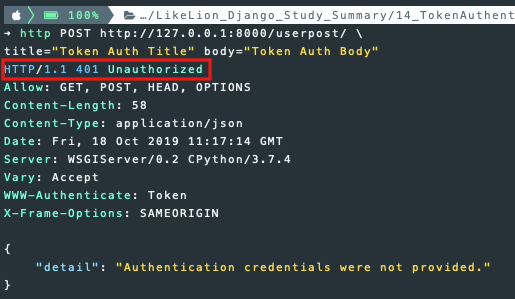 100% …/LikeLion_Django_Study_Summary/14_TokenAuthent
→ http POST http://127.0.0.1:8000/userpost/ \
title="Token Auth Title" body="Token Auth Body"
HTTP/1.1 401 Unauthorized
Allow: GET, POST, HEAD, OPTIONS
Content-Length: 58
Content-Type: application/json
Date: Fri, 18 Oct 2019 11:17:14 GMT
Server: WSGIServer/0.2 CPython/3.7.4
Vary: Accept
WWW-Authenticate: Token
X-Frame-Options: SAMEORIGIN
{
"detail": "Authentication credentials were not provided."
}